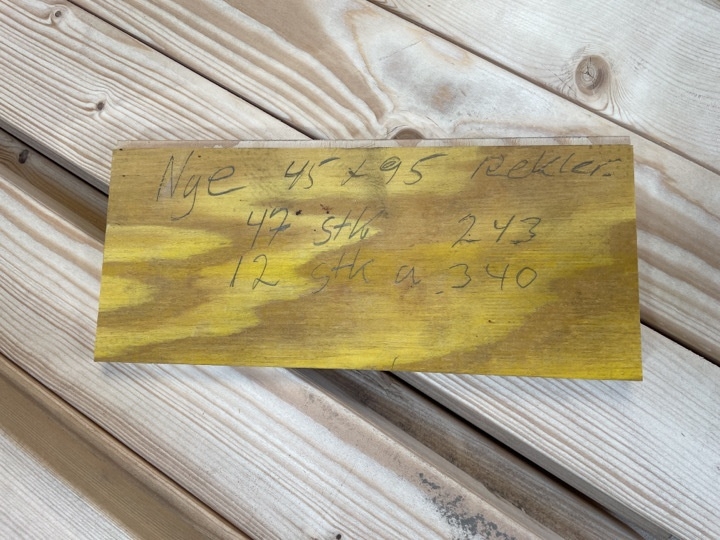 Nye 45 x 95 Rekler.
47 stk 243
12 stk a 340